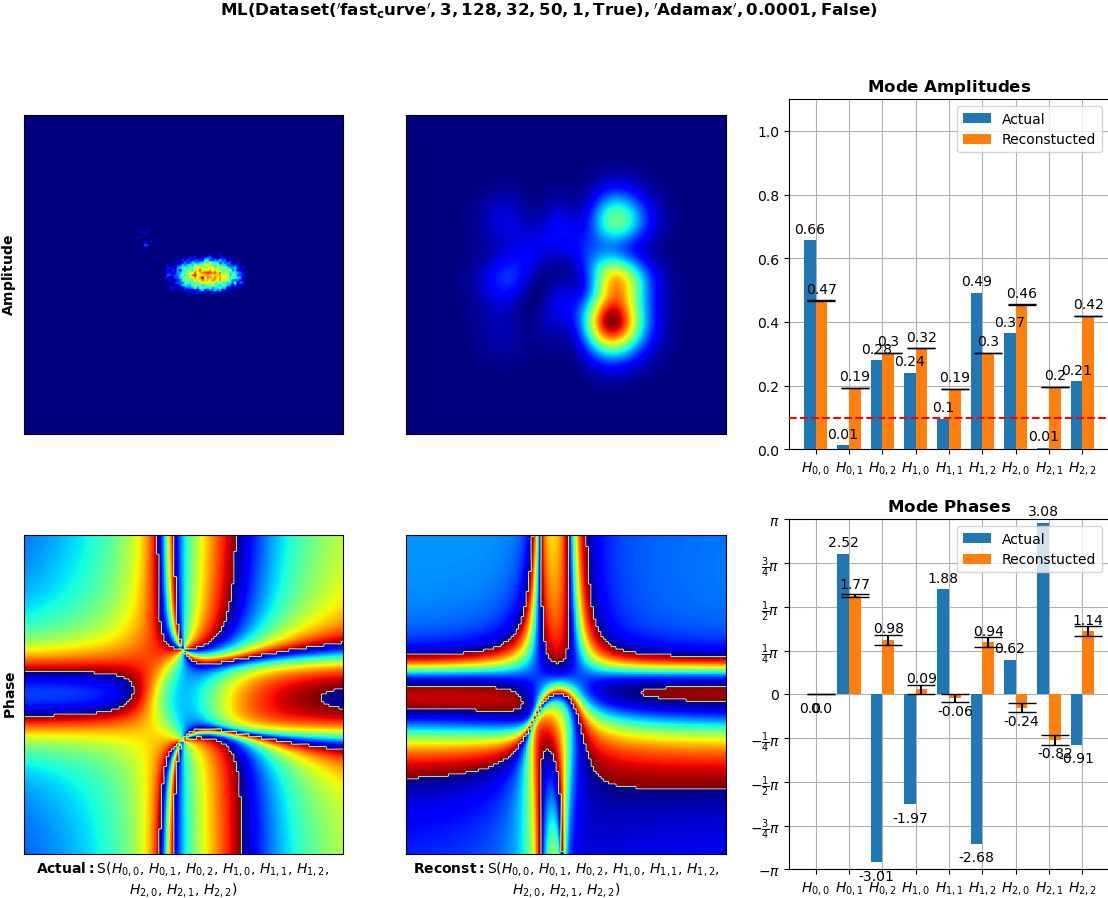 ML(Dataset('fast_curve', 3, 128, 32, 50, 1, True), 'Adamax', 0.0001, False)
Mode Amplitudes
Amplitude
Actual
Reconstucted
1.0
0.8
0.6
0.4
0.2
0.0
0.66
0.47
0.01
0.19
0.28
0.3
0.24
0.32
0.1
0.19
0.49
0.3
0.37
0.46
0.01
0.2
0.21
0.42
H0,0 H0,1 H0,2 H1,0 H1,1 H1,2 H2,0 H2,1 H2,2
Mode Phases
Phase
Actual
Reconstucted
π
3/4π
1/2π
1/4π
0
−1/4π
−1/2π
−3/4π
−π
0.0
0.0
2.52
1.77
-3.01
0.98
-1.97
0.09
1.88
-0.06
-2.68
0.94
0.62
-0.24
3.08
-0.82
-0.91
1.14
H0,0 H0,1 H0,2 H1,0 H1,1 H1,2 H2,0 H2,1 H2,2
Actual: S(H0,0, H0,1, H0,2, H1,0, H1,1, H1,2,
H2,0, H2,1, H2,2)
Reconst: S(H0,0, H0,1, H0,2, H1,0, H1,1, H1,2,
H2,0, H2,1, H2,2)